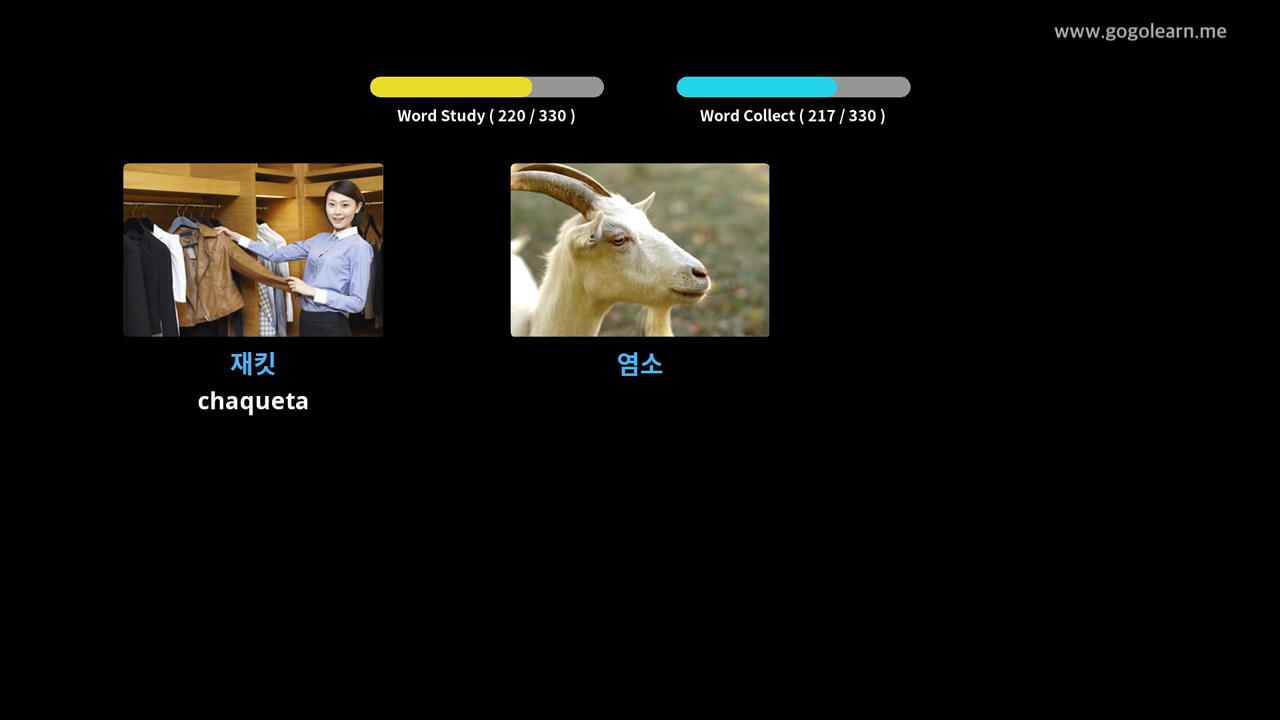 www.gogolearn.me
Word Study ( 220 / 330 )
Word Collect ( 217 / 330 )
재킷
염소
chaqueta